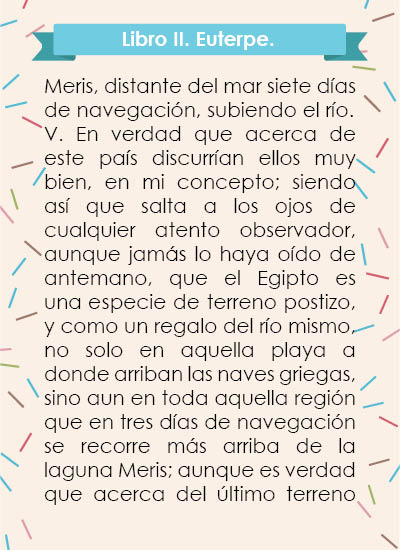 Libro II. Euterpe.
Meris, distante del mar siete días
de navegación, subiendo el río.
V. En verdad que acerca de
este país discurrían ellos muy
bien, en mi concepto; siendo
así que salta a los ojos de
cualquier atento observador,
aunque jamás lo haya oído de
antemano, que el Egipto es
una especie de terreno postizo,
y como un regalo del río mismo,
no solo en aquella playa a
donde arriban las naves griegas,
sino aun en toda aquella región
que en tres días de navegación
se recorre más arriba de la
laguna Meris; aunque es verdad
que acerca del último terreno